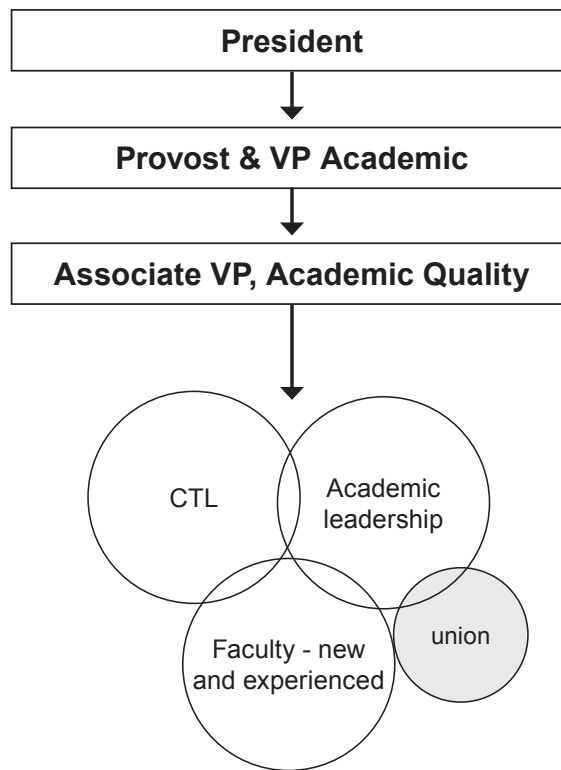 President
Provost & VP Academic
Associate VP, Academic Quality
CTL
Academic
leadership
union
Faculty - new
and experienced